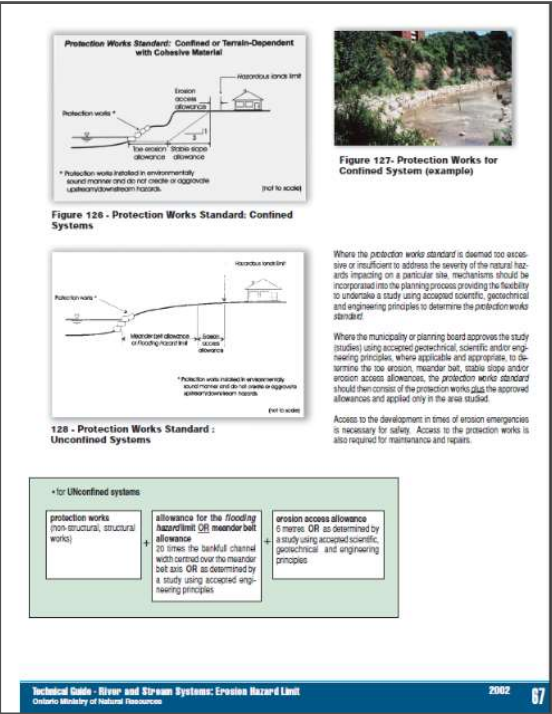 Protection Works Standard: Confined or Terrain-Dependent
with Cohesive Material
Hazardous lands limit
Erosion
access
allowance
Protection works *
1
3
Toe erosion
allowance
Stable slope
allowance
* Protection works installed in environmentally
sound manner and do not create or aggravate
upstream/downstream hazards.
(not to scale)
Figure 126 - Protection Works Standard: Confined
Systems
Figure 127- Protection Works for
Confined System (example)
Hazardous lands limit
Protection works *
Meander belt allowance
or Flooding hazard limit
Erosion
access
allowance
* Protection works installed in environmentally
sound manner and do not create or aggravate
upstream/downstream hazards
(not to scale)
128 - Protection Works Standard :
Unconfined Systems
Where the protection works standard is deemed too exces-
sive or insufficient to address the severity of the natural haz-
ards impacting on a particular site, mechanisms should be
incorporated into the planning process providing the flexibility
to undertake a study using accepted scientific, geotechnical
and engineering principles to determine the protection works
standard.
Where the municipality or planning board approves the study
(studies) using accepted geotechnical, scientific and/or engi-
neering principles, where applicable and appropriate, to de-
termine the toe erosion, meander belt, stable slope and/or
erosion access allowances, the protection works standard
should then consist of the protection works plus the approved
allowances and applied only in the area studied.
Access to the development in times of erosion emergencies
is necessary for safety. Access to the protection works is
also required for maintenance and repairs.
• for UNconfined systems
protection works
(non-structural, structural
works)
+
allowance for the flooding
hazard limit OR meander belt
allowance
20 times the bankfull channel
width centred over the meander
belt axis OR as determined by
a study using accepted engi-
neering principles
+
erosion access allowance
6 metres OR as determined by
a study using accepted scientific,
geotechnical and engineering
principles
Technical Guide - River and Stream Systems: Erosion Hazard Limit
Ontario Ministry of Natural Resources
2002
67